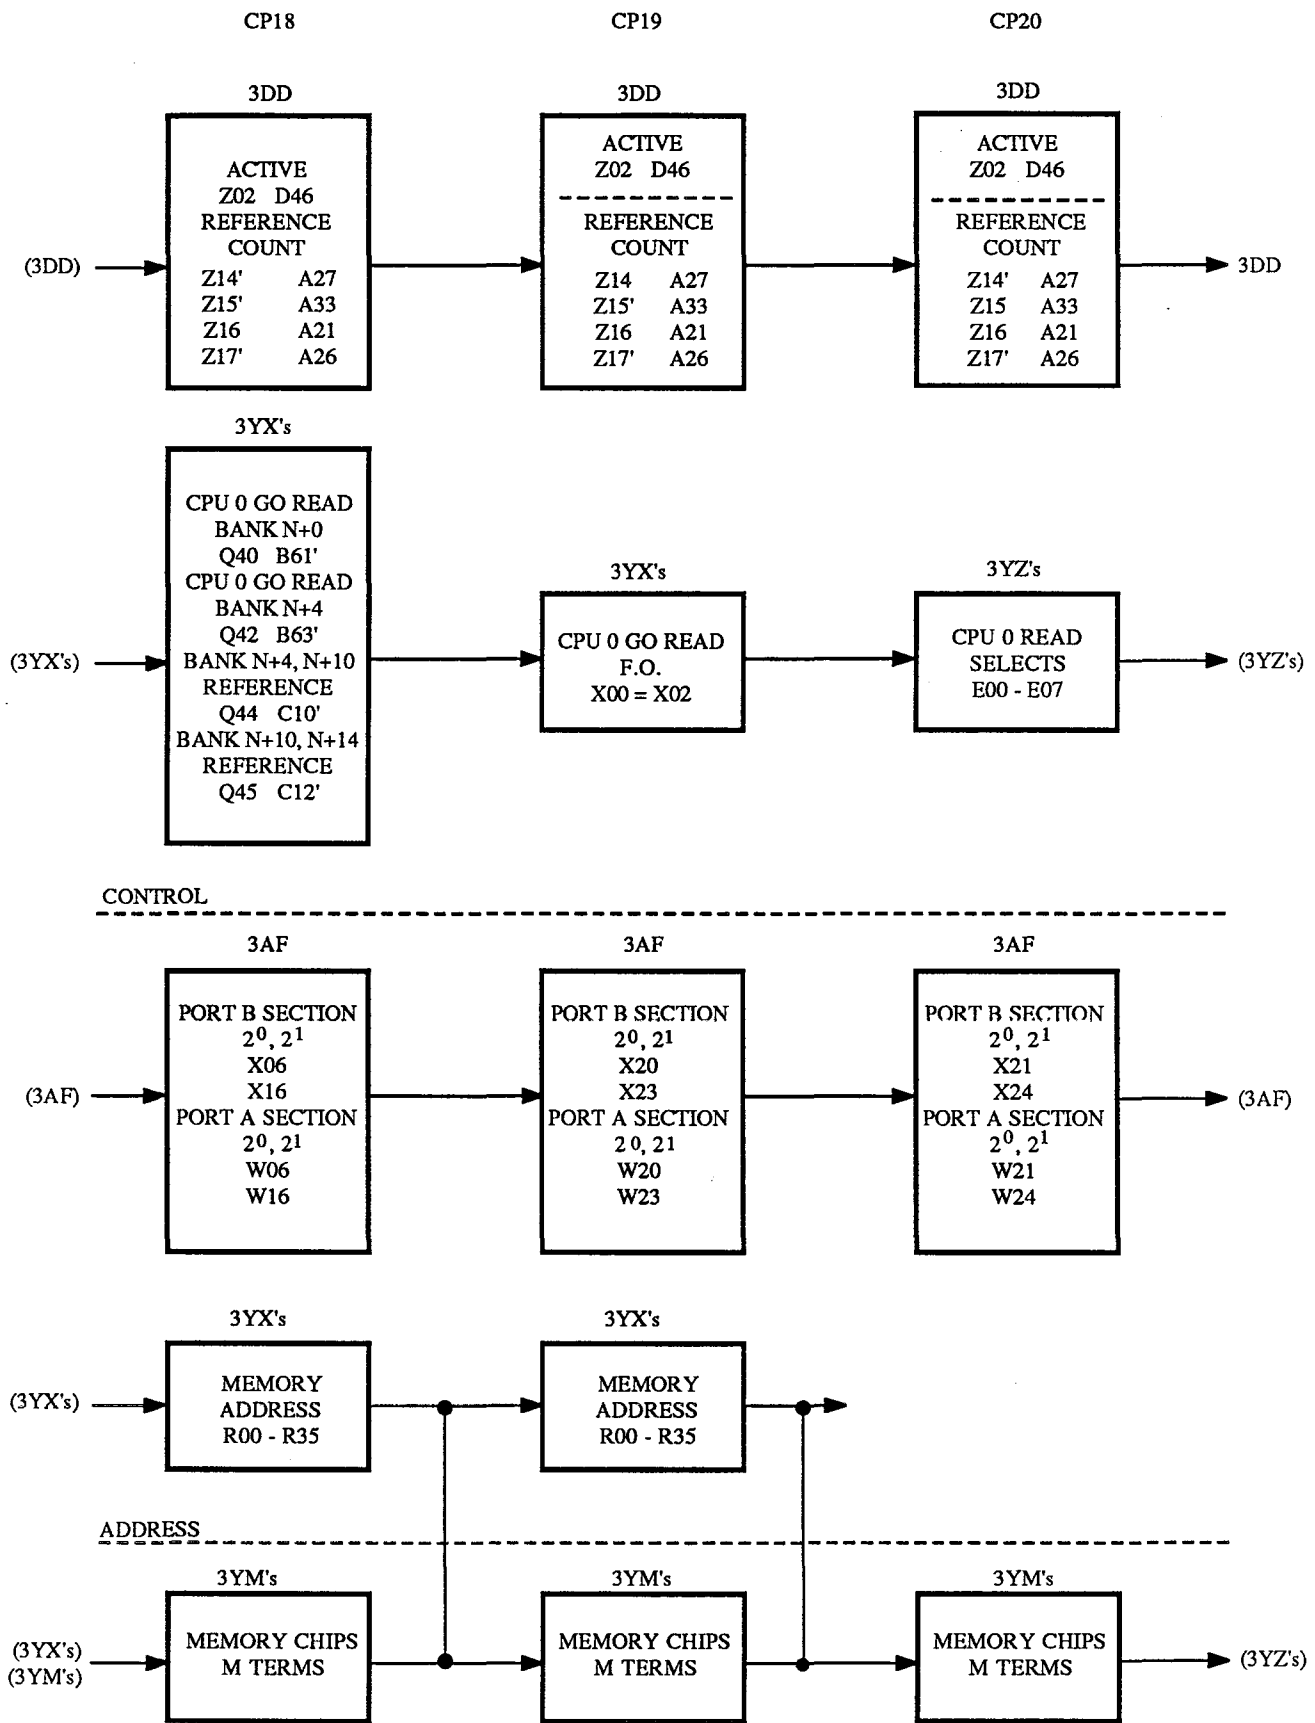 CP18 CP19 CP20
3DD 3DD 3DD
ACTIVE
Z02 D46
REFERENCE
COUNT
Z14' A27
Z15' A33
Z16 A21
Z17' A26
ACTIVE
Z02 D46
REFERENCE
COUNT
Z14 A27
Z15' A33
Z16 A21
Z17' A26
ACTIVE
Z02 D46
REFERENCE
COUNT
Z14' A27
Z15 A33
Z16 A21
Z17' A26
(3DD)
3DD
3YX's
CPU 0 GO READ
BANK N+0
Q40 B61'
CPU 0 GO READ
BANK N+4
Q42 B63'
BANK N+4, N+10
REFERENCE
Q44 C10'
BANK N+10, N+14
REFERENCE
Q45 C12'
(3YX's)
3YX's
CPU 0 GO READ
F.O.
X00 = X02
3YZ's
CPU 0 READ
SELECTS
E00 - E07
(3YZ's)
CONTROL
3AF 3AF 3AF
(3AF)
PORT B SECTION
2⁰, 2¹
X06
X16
PORT A SECTION
2⁰, 2¹
W06
W16
PORT B SECTION
2⁰, 2¹
X20
X23
PORT A SECTION
2⁰, 2¹
W20
W23
PORT B SECTION
2⁰, 2¹
X21
X24
PORT A SECTION
2⁰, 2¹
W21
W24
(3AF)
3YX's 3YX's
(3YX's)
MEMORY
ADDRESS
R00 - R35
MEMORY
ADDRESS
R00 - R35
ADDRESS
3YM's 3YM's 3YM's
(3YX's)
(3YM's)
MEMORY CHIPS
M TERMS
MEMORY CHIPS
M TERMS
MEMORY CHIPS
M TERMS
(3YZ's)